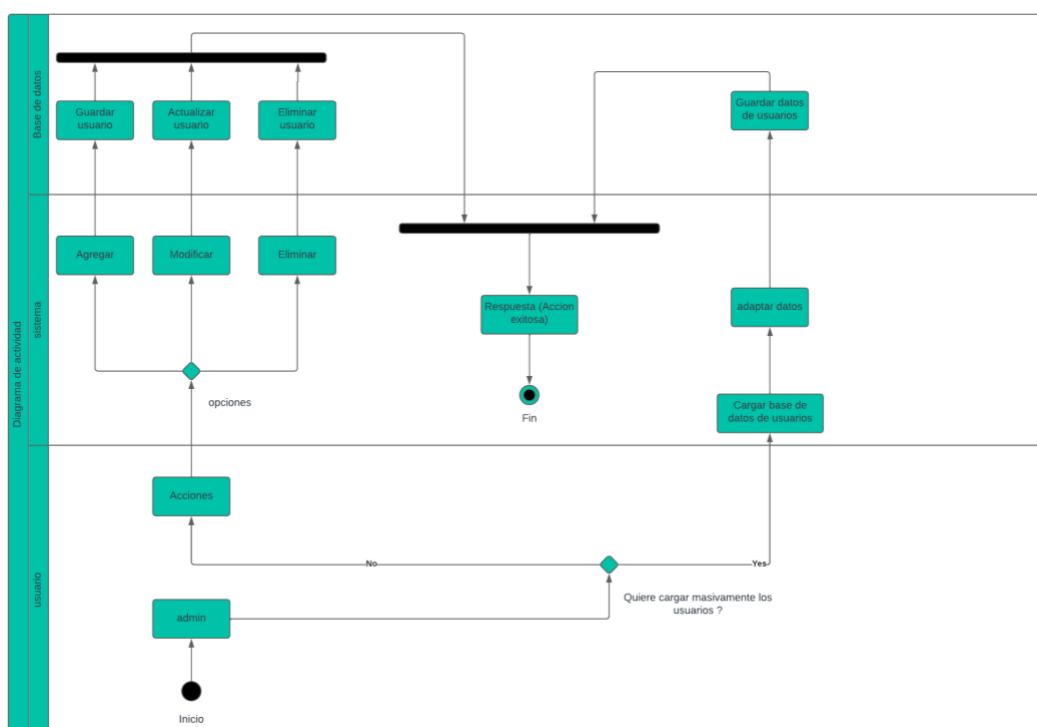 Diagrama de actividad
Base de datos
Guardar
usuario
Actualizar
usuario
Eliminar
usuario
Guardar datos
de usuarios
sistema
Agregar
Modificar
Eliminar
Respuesta (Accion
exitosa)
adaptar datos
opciones
Fin
Cargar base de
datos de usuarios
usuario
Acciones
No
Yes
Quiere cargar masivamente los
usuarios ?
admin
Inicio